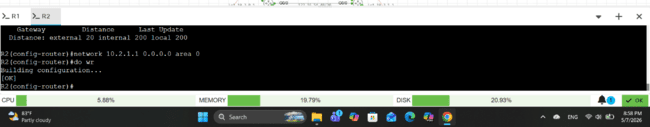 R1
R2
Gateway Distance Last Update
Distance: external 20 internal 200 local 200
R2(config-router)#network 10.2.1.1 0.0.0.0 area 0
R2(config-router)#do wr
Building configuration...
[OK]
R2(config-router)#
CPU 5.88% MEMORY 19.79% DISK 20.93% OK
83°F
Partly cloudy
Search
ENG
8:58 PM
5/7/2026